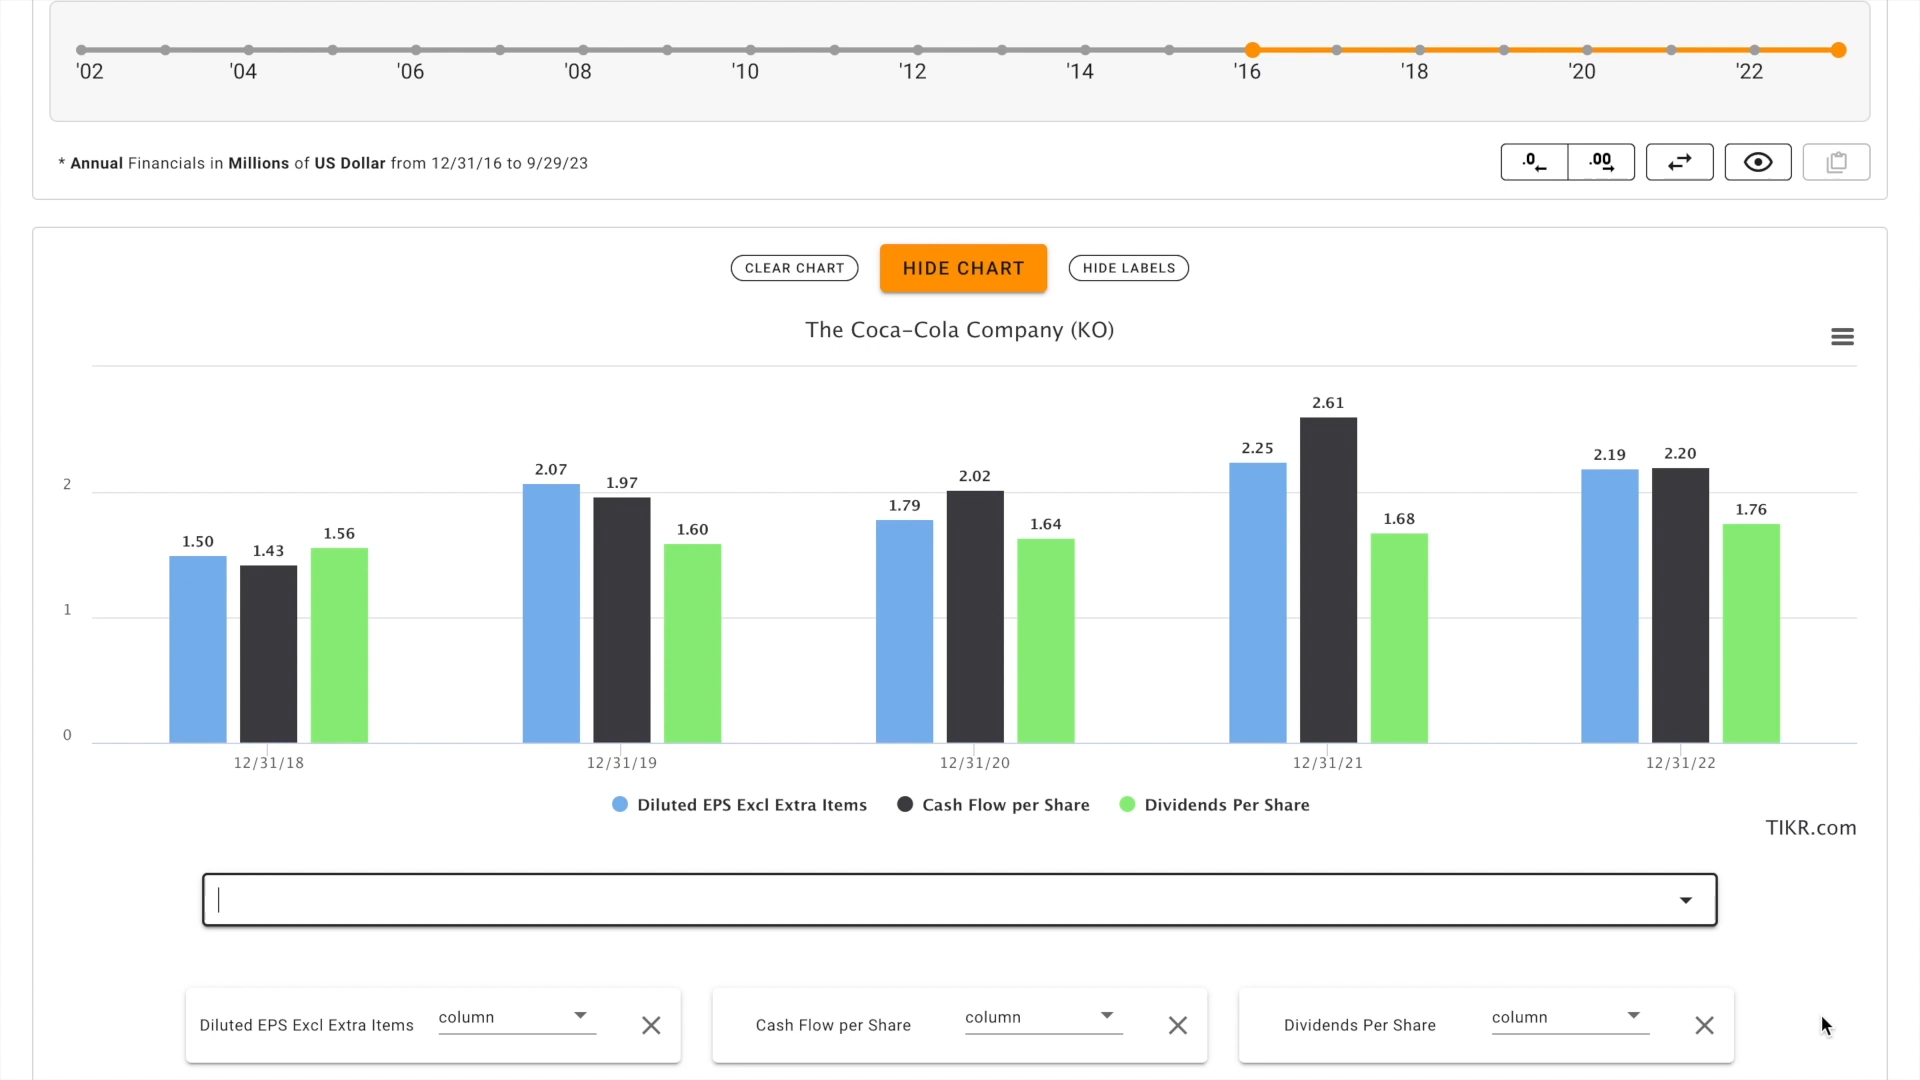 '02 '04 '06 '08 '10 '12 '14 '16 '18 '20 '22
* Annual Financials in Millions of US Dollar from 12/31/16 to 9/29/23
.0 .00
CLEAR CHART HIDE CHART HIDE LABELS
The Coca-Cola Company (KO)
2.61
2.25
2.19 2.20
2.07
1.97 2.02
2
1.79 1.76
1.68
1.60 1.64
1.50 1.43 1.56
1
0
12/31/18 12/31/19 12/31/20 12/31/21 12/31/22
Diluted EPS Excl Extra Items Cash Flow per Share Dividends Per Share
TIKR.com
Diluted EPS Excl Extra Items column Cash Flow per Share column Dividends Per Share column